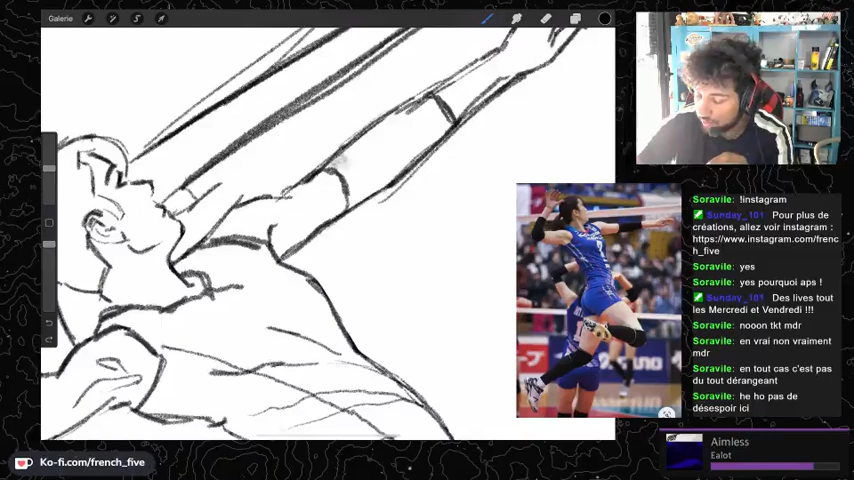 Galerie
Soravile: !instagram
Sunday_101 Pour plus de
créations, allez voir instagram :
https://www.instagram.com/frenc
h_five
Soravile: yes
Soravile: yes pourquoi aps !
Sunday_101 Des lives tout
les Mercredi et Vendredi !!!
Soravile: nooon tkt mdr
Soravile: en vrai non vraiment
mdr
Soravile: en tout cas c'est pas
du tout dérangeant
Soravile: he ho pas de
désespoir ici
Aimless
Ealot
Ko-fi.com/french_five